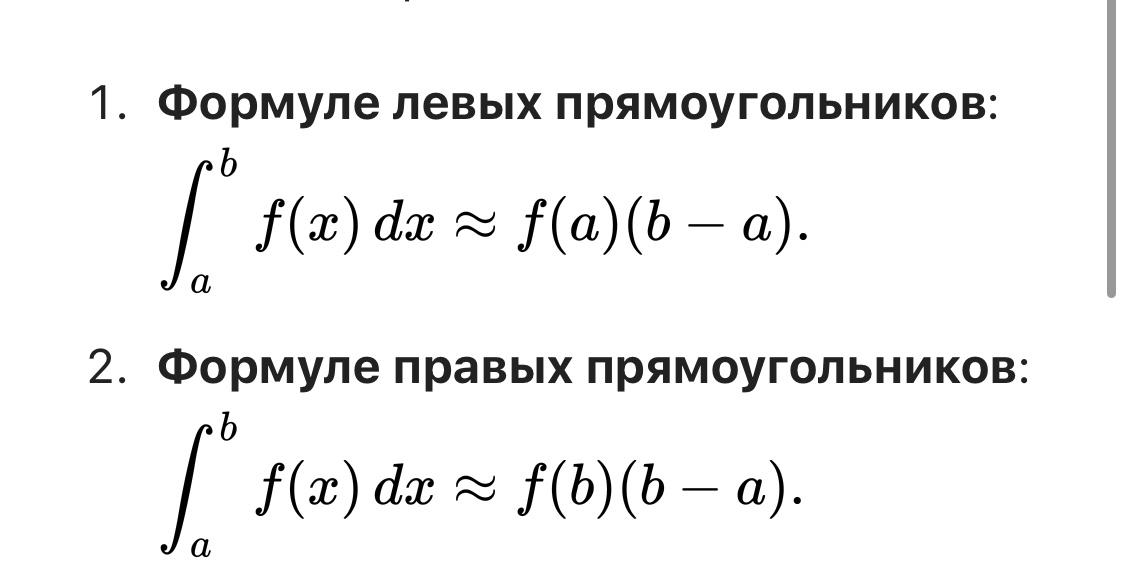 1. Формуле левых прямоугольников:
∫_a^b f(x) dx ≈ f(a)(b − a).
2. Формуле правых прямоугольников:
∫_a^b f(x) dx ≈ f(b)(b − a).